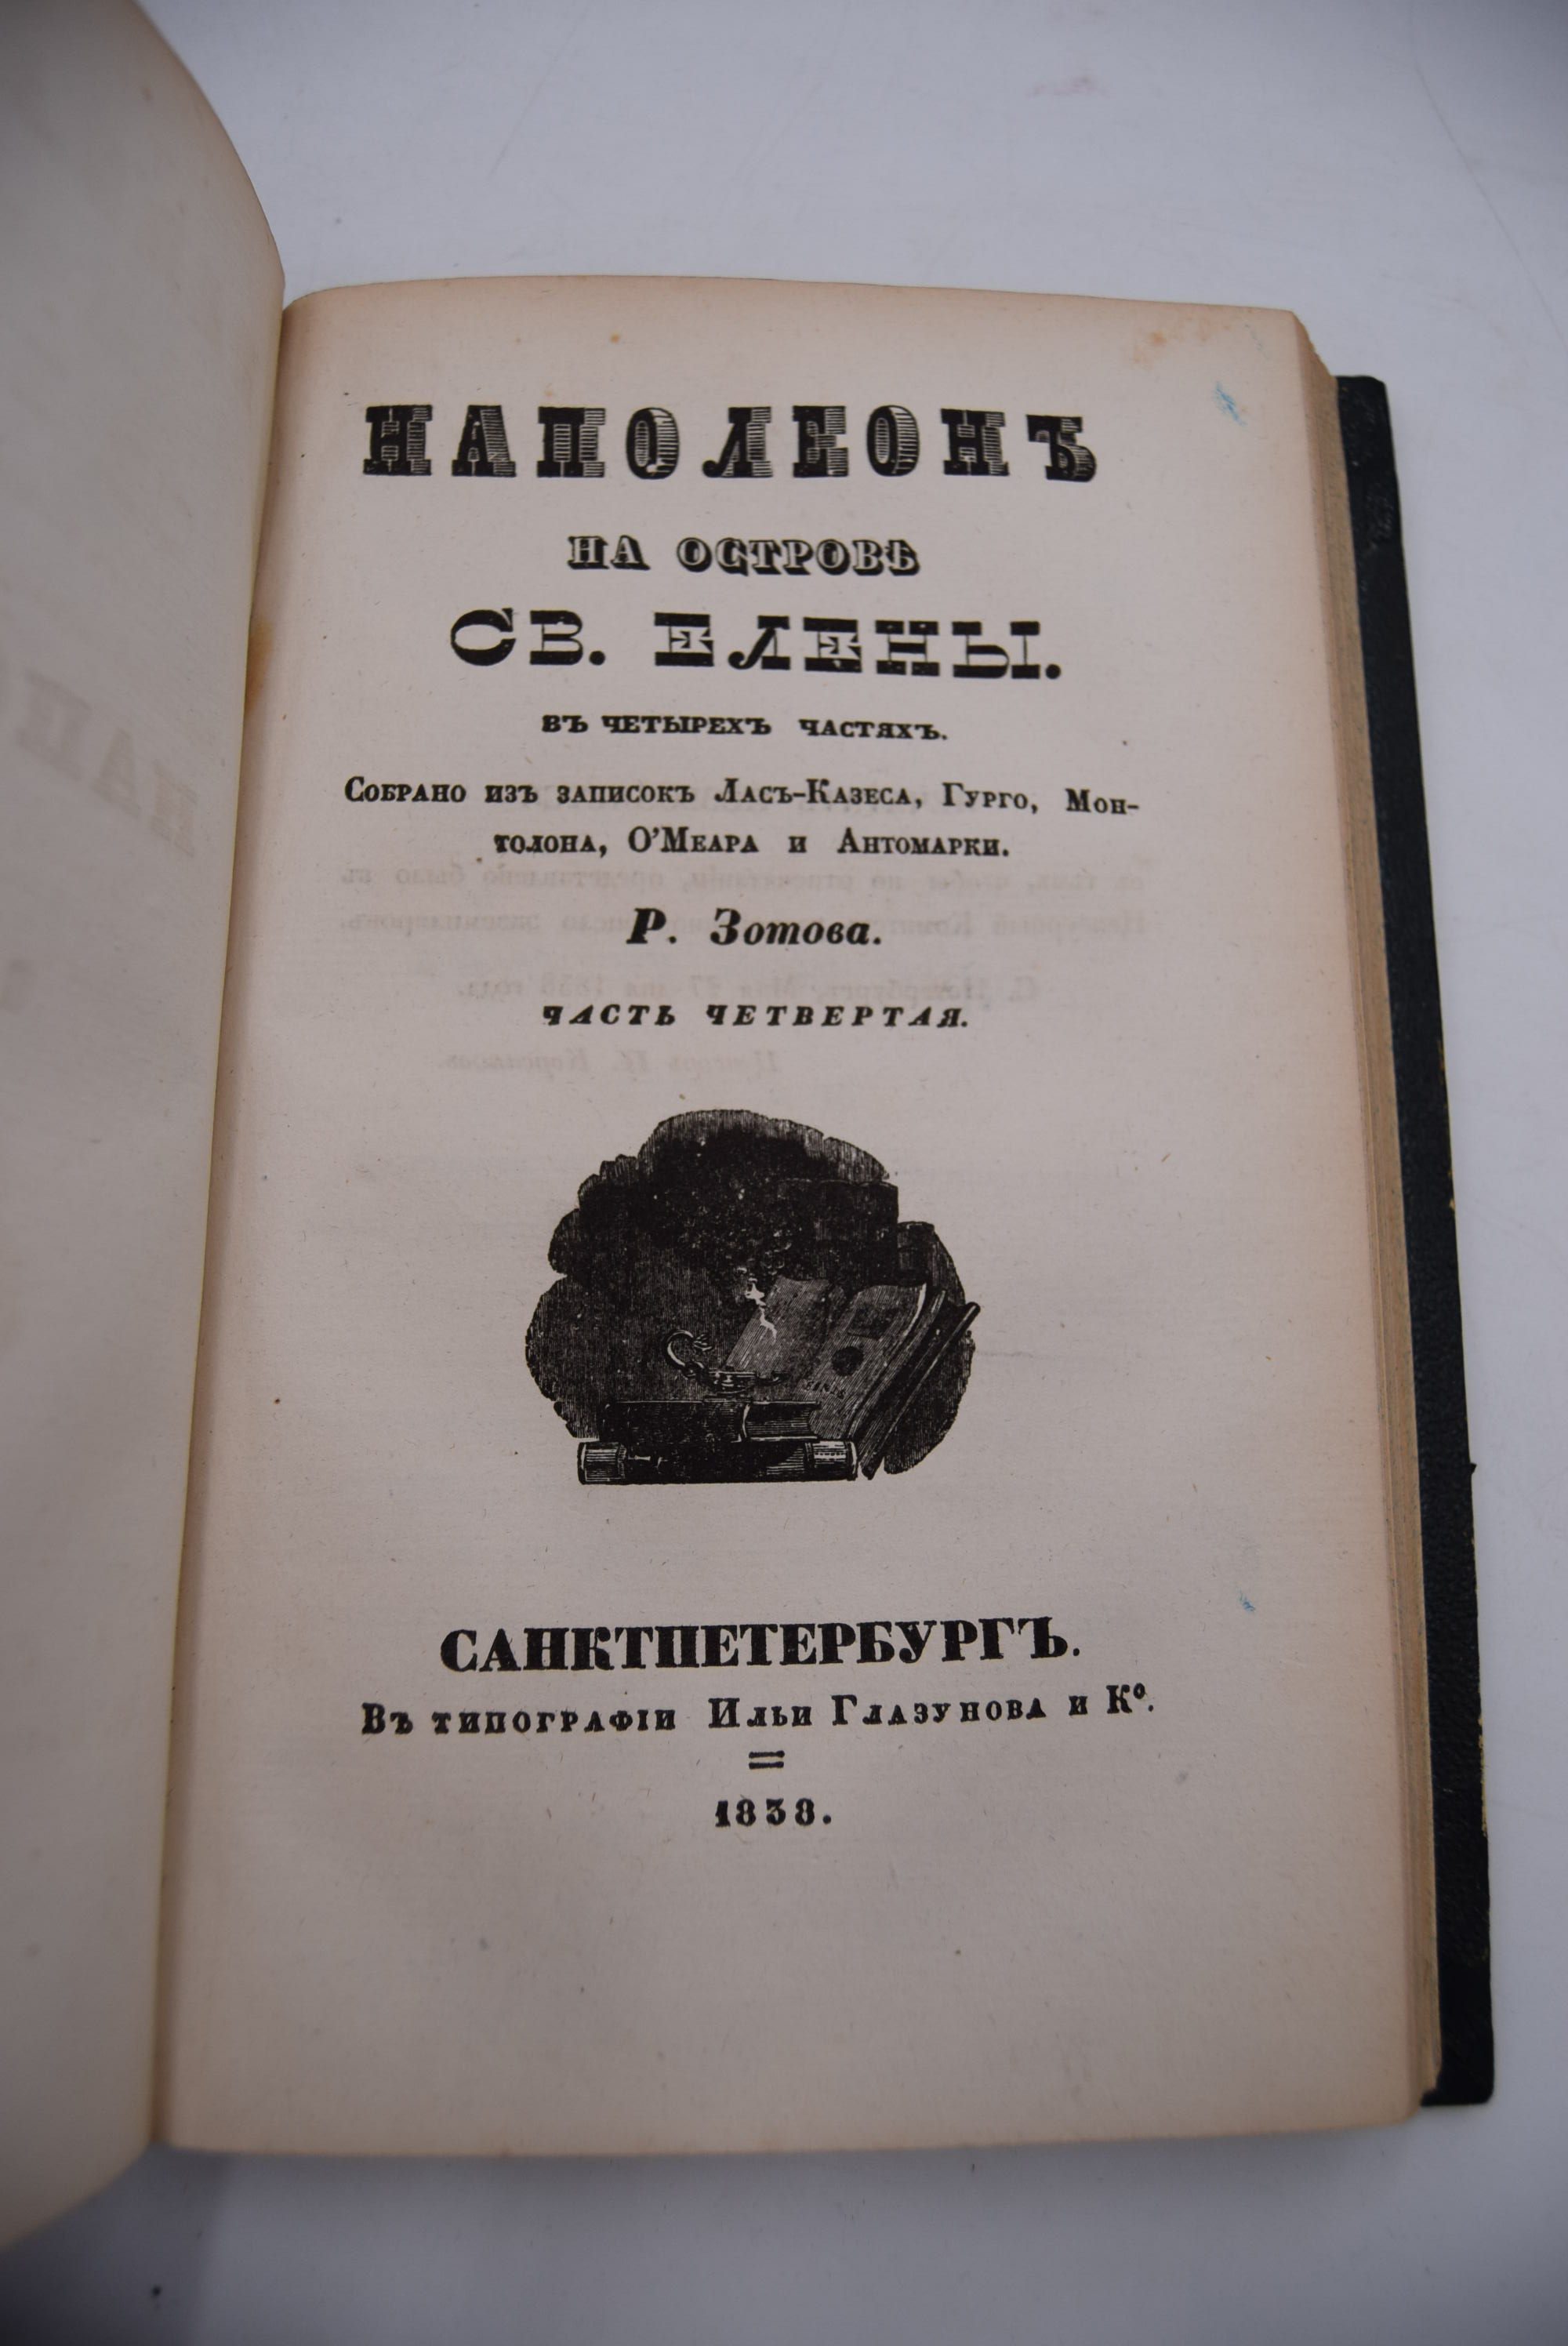 НАПОЛЕОНЪ
НА ОСТРОВѢ
СВ. ЕЛЕНЫ.
ВЪ ЧЕТЫРЕХЪ ЧАСТЯХЪ.
Собрано изъ записокъ Ласъ-Казеса, Гурго, Мон-
толона, О’Меара и Антомарки.
Р. Зотова.
ЧАСТЬ ЧЕТВЕРТАЯ.
САНКТПЕТЕРБУРГЪ.
Въ типографіи Ильи Глазунова и Ко.
1838.